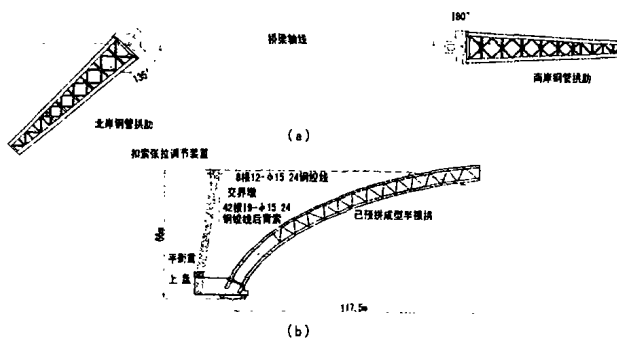 180°
桥梁轴线
135°
北岸钢管拱肋
南岸钢管拱肋
(a)
扣索张拉调节装置
8根12-φ15 24钢绞线
交界墩
42根19-φ15 24
钢绞线后背索
已预拼成型半根拱
66m
平衡重
上盘
117.5m
(b)